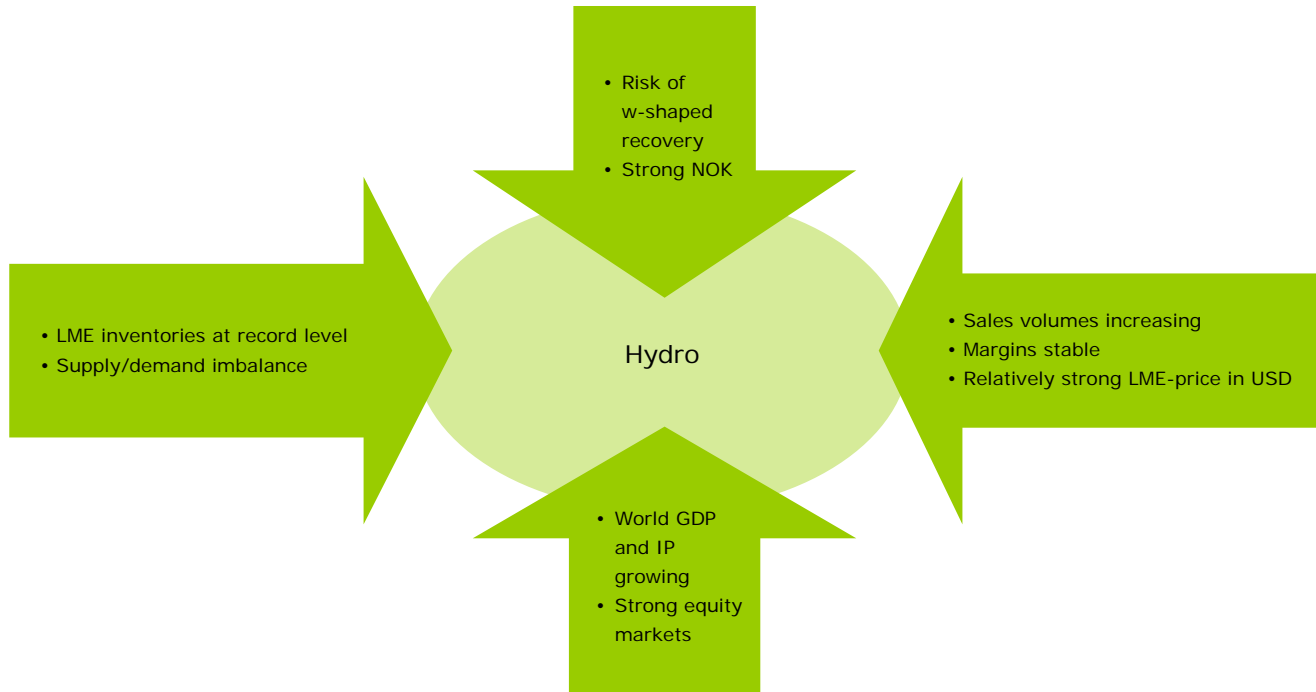 • Risk of
w-shaped
recovery
• Strong NOK
• LME inventories at record level
• Supply/demand imbalance
Hydro
• Sales volumes increasing
• Margins stable
• Relatively strong LME-price in USD
• World GDP
and IP
growing
• Strong equity
markets